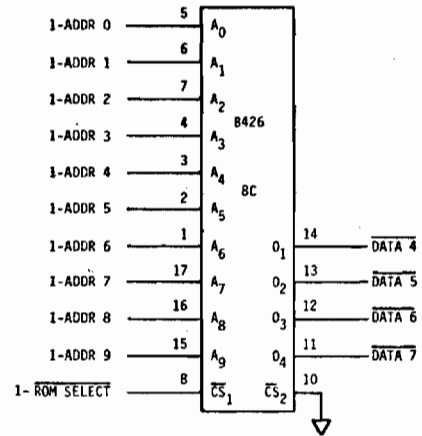 1-ADDR 0 5 A0
1-ADDR 1 6 A1
1-ADDR 2 7 A2
1-ADDR 3 4 A3
8426
1-ADDR 4 3 A4
8C
1-ADDR 5 2 A5
1-ADDR 6 1 A6 O1 14 DATA 4
1-ADDR 7 17 A7 O2 13 DATA 5
1-ADDR 8 16 A8 O3 12 DATA 6
1-ADDR 9 15 A9 O4 11 DATA 7
1-ROM SELECT 8 CS1 CS2 10